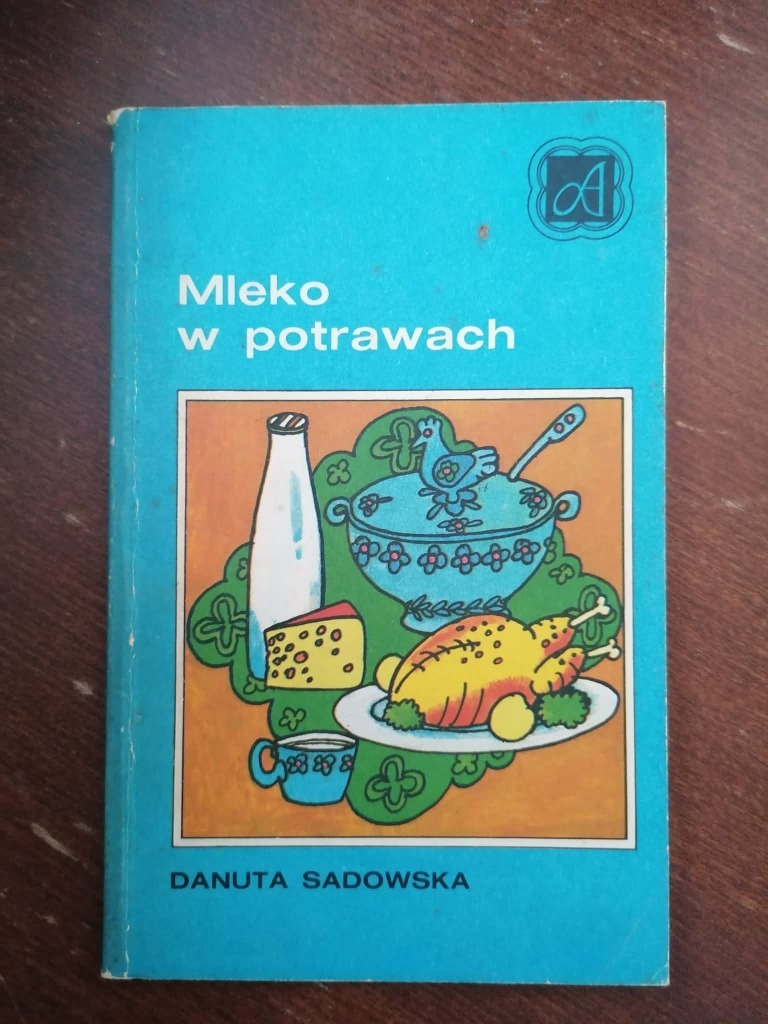 A
Mleko
w potrawach
DANUTA SADOWSKA